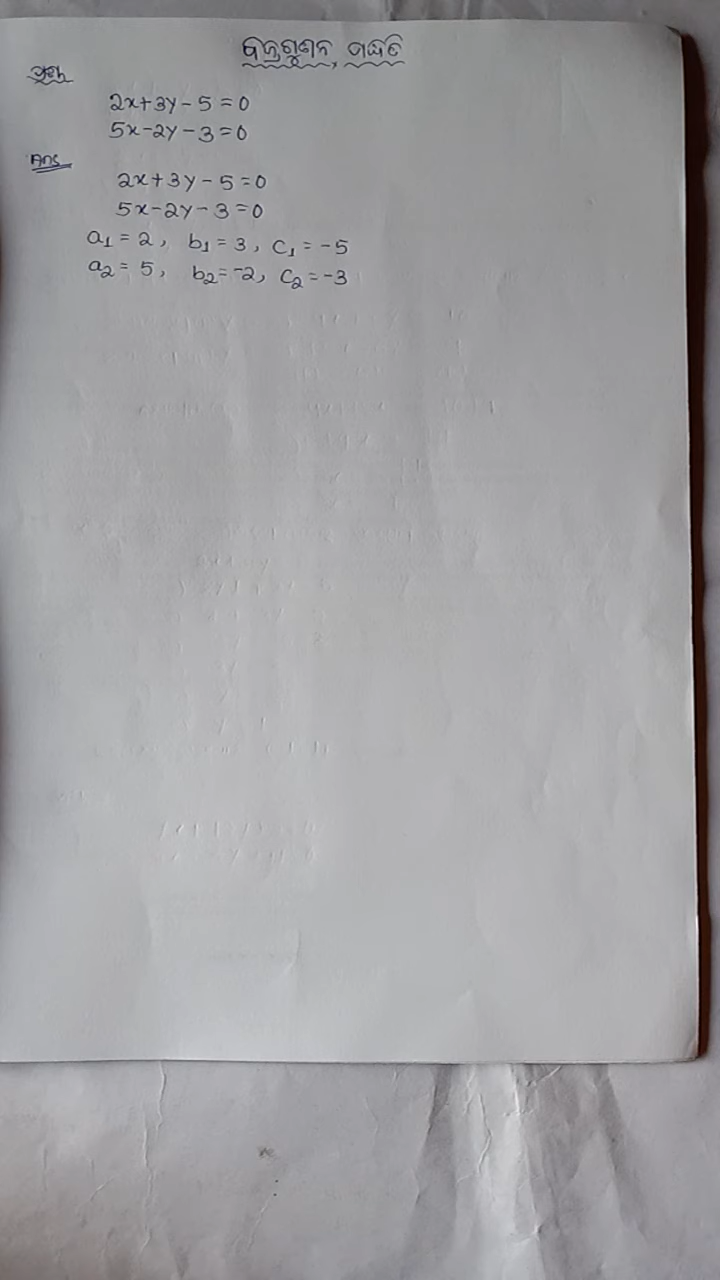 ବଜ୍ରଗୁଣନ ପଦ୍ଧତି
2x+3y-5=0
5x-2y-3=0
Ans
2x+3y-5=0
5x-2y-3=0
a₁=2, b₁=3, c₁=-5
a₂=5, b₂=-2, c₂=-3